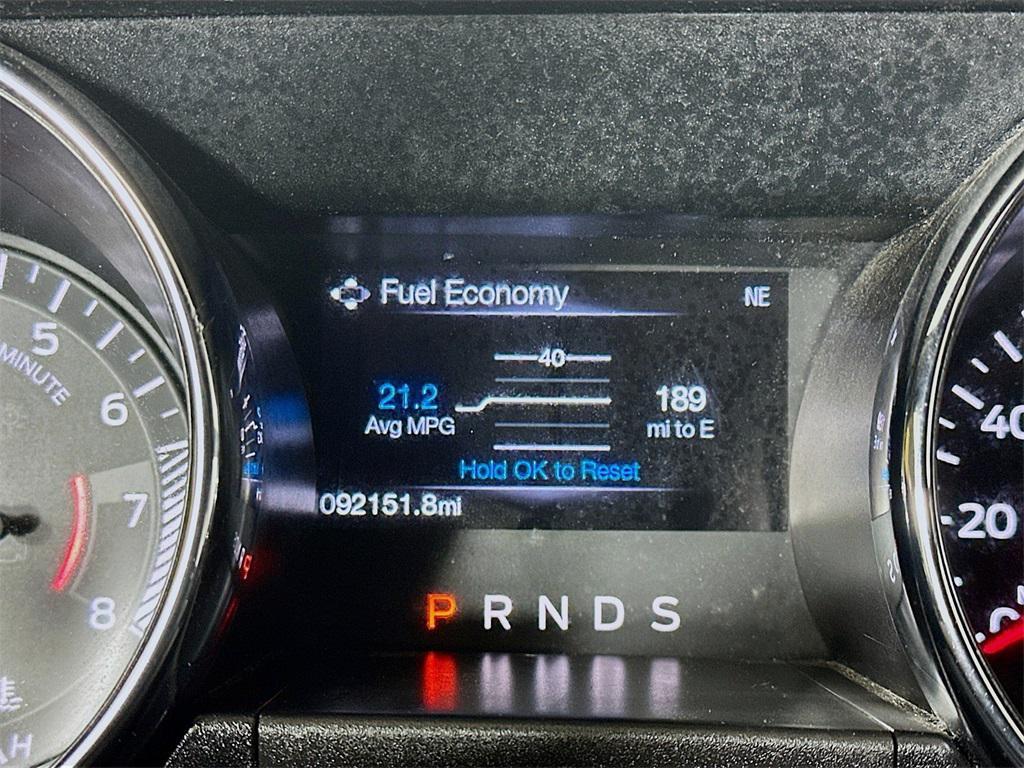 Fuel Economy
NE
40
21.2
189
Avg MPG
mi to E
Hold OK to Reset
092151.8mi
P R N D S
5
MINUTE
6
7
8
40
20